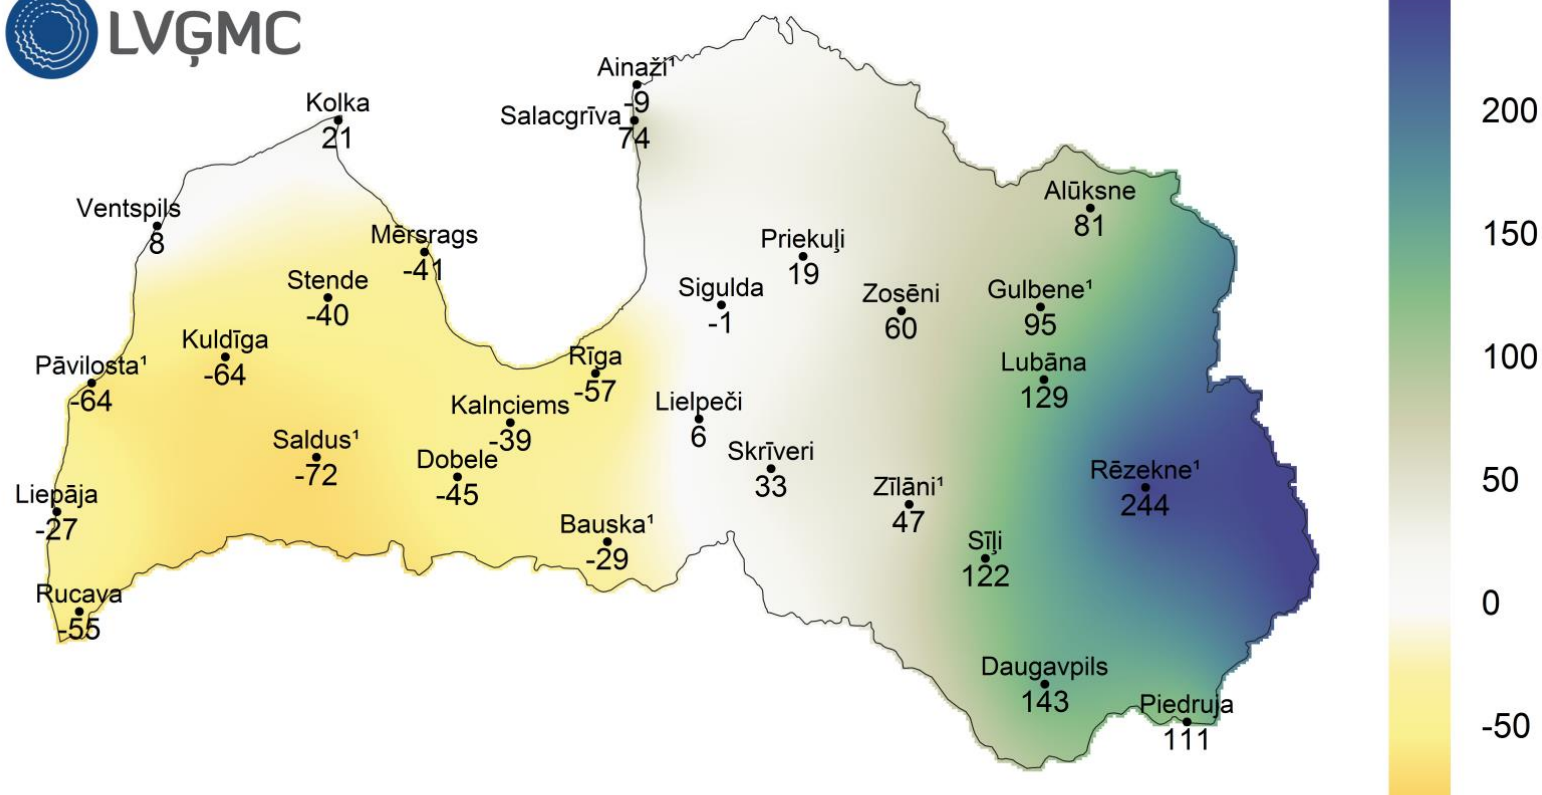 LVĢMC
Ainaži¹
-9
Kolka
21
Salacgrīva
74
200
Ventspils
8
Alūksne
81
Mērsrags
-41
Priekuļi
19
150
Stende
-40
Sigulda
-1
Zosēni
60
Gulbene¹
95
Kuldīga
-64
Rīga
-57
Lubāna
129
100
Pāvilosta¹
-64
Kalnciems
-39
Lielpeči
6
Saldus¹
-72
Dobele
-45
Skrīveri
33
Rēzekne¹
244
50
Liepāja
-27
Zīlāni¹
47
Bauska¹
-29
Sīļi
122
Rucava
-55
0
Daugavpils
143
Piedruja
111
-50